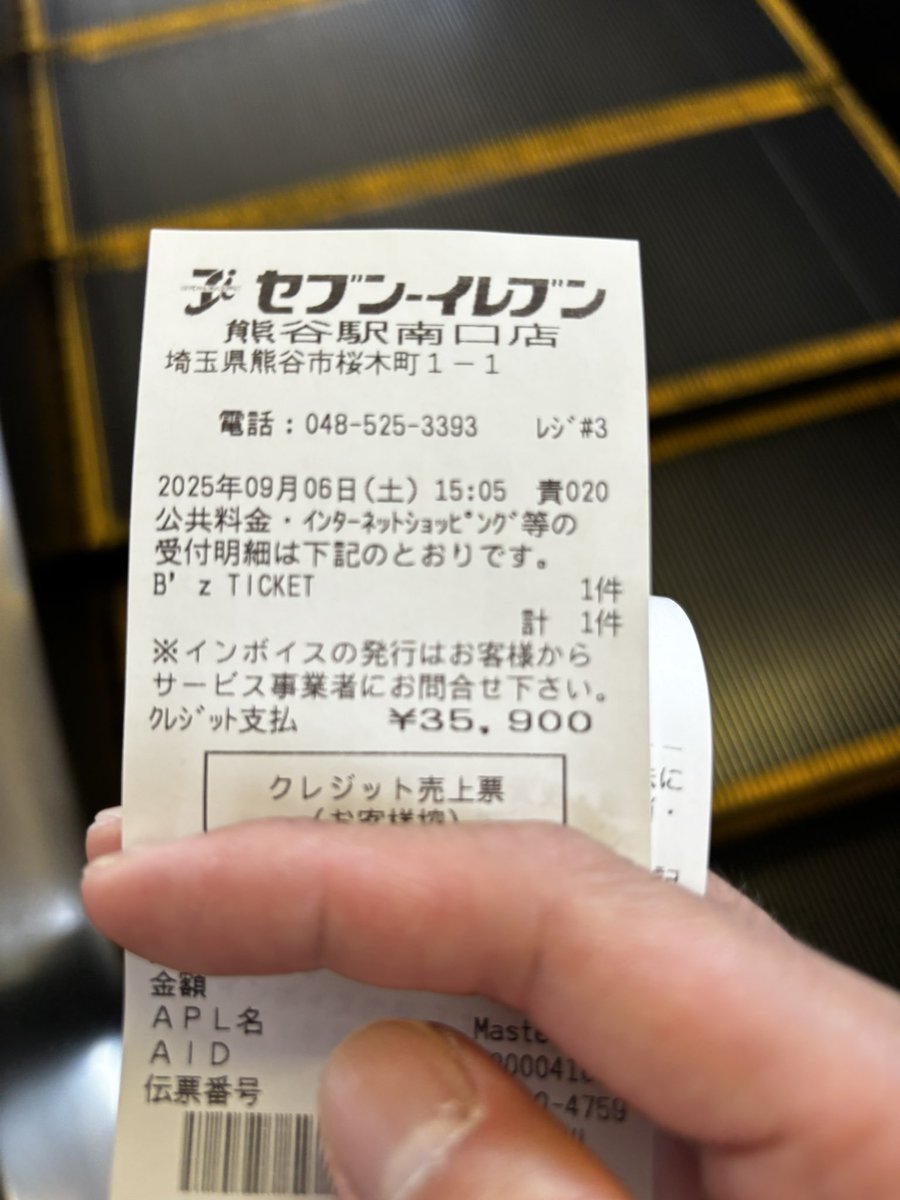 セブン-イレブン
熊谷駅南口店
埼玉県熊谷市桜木町1-1
電話：048-525-3393 ﾚｼﾞ#3
2025年09月06日(土) 15:05 責020
公共料金・ｲﾝﾀｰﾈｯﾄｼｮｯﾋﾟﾝｸﾞ等の
受付明細は下記のとおりです。
B'z TICKET 1件
計 1件
※インボイスの発行はお客様から
サービス事業者にお問合せ下さい。
ｸﾚｼﾞｯﾄ支払 ¥35,900
クレジット売上票
(お客様控)
金額
APL名 Maste
AID 000041
伝票番号 -4759